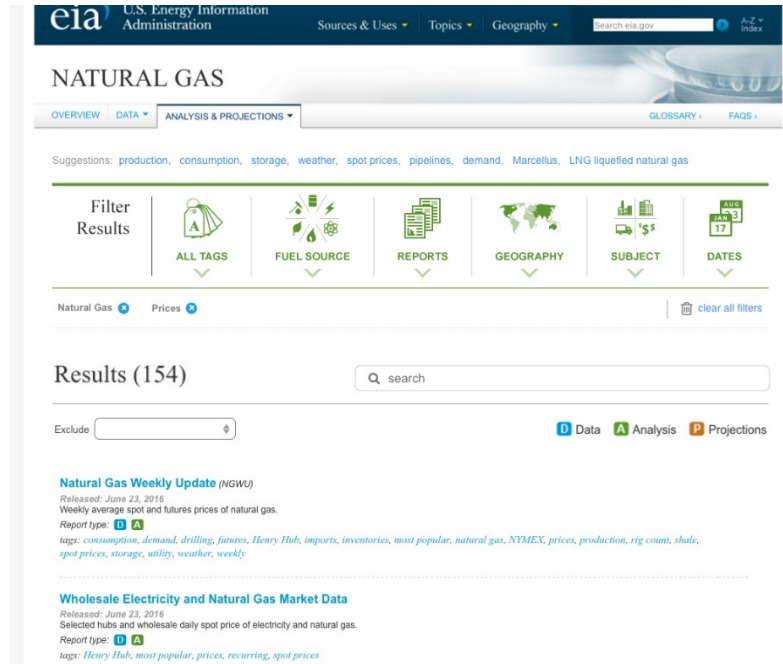 eia U.S. Energy Information
Administration
Sources & Uses Topics Geography
Search eia.gov
A-Z
Index
NATURAL GAS
OVERVIEW DATA ANALYSIS & PROJECTIONS GLOSSARY › FAQS ›
Suggestions: production, consumption, storage, weather, spot prices, pipelines, demand, Marcellus, LNG liquefied natural gas
Filter
Results
A
ALL TAGS
FUEL SOURCE
REPORTS
GEOGRAPHY
$$$
SUBJECT
AUG
23
JAN
17
DATES
Natural Gas Prices clear all filters
Results (154) search
Exclude D Data A Analysis P Projections
Natural Gas Weekly Update (NGWU)
Released: June 23, 2016
Weekly average spot and futures prices of natural gas.
Report type: D A
tags: consumption, demand, drilling, futures, Henry Hub, imports, inventories, most popular, natural gas, NYMEX, prices, production, rig count, shale,
spot prices, storage, utility, weather, weekly
Wholesale Electricity and Natural Gas Market Data
Released: June 23, 2016
Selected hubs and wholesale daily spot price of electricity and natural gas.
Report type: D A
tags: Henry Hub, most popular, prices, recurring, spot prices